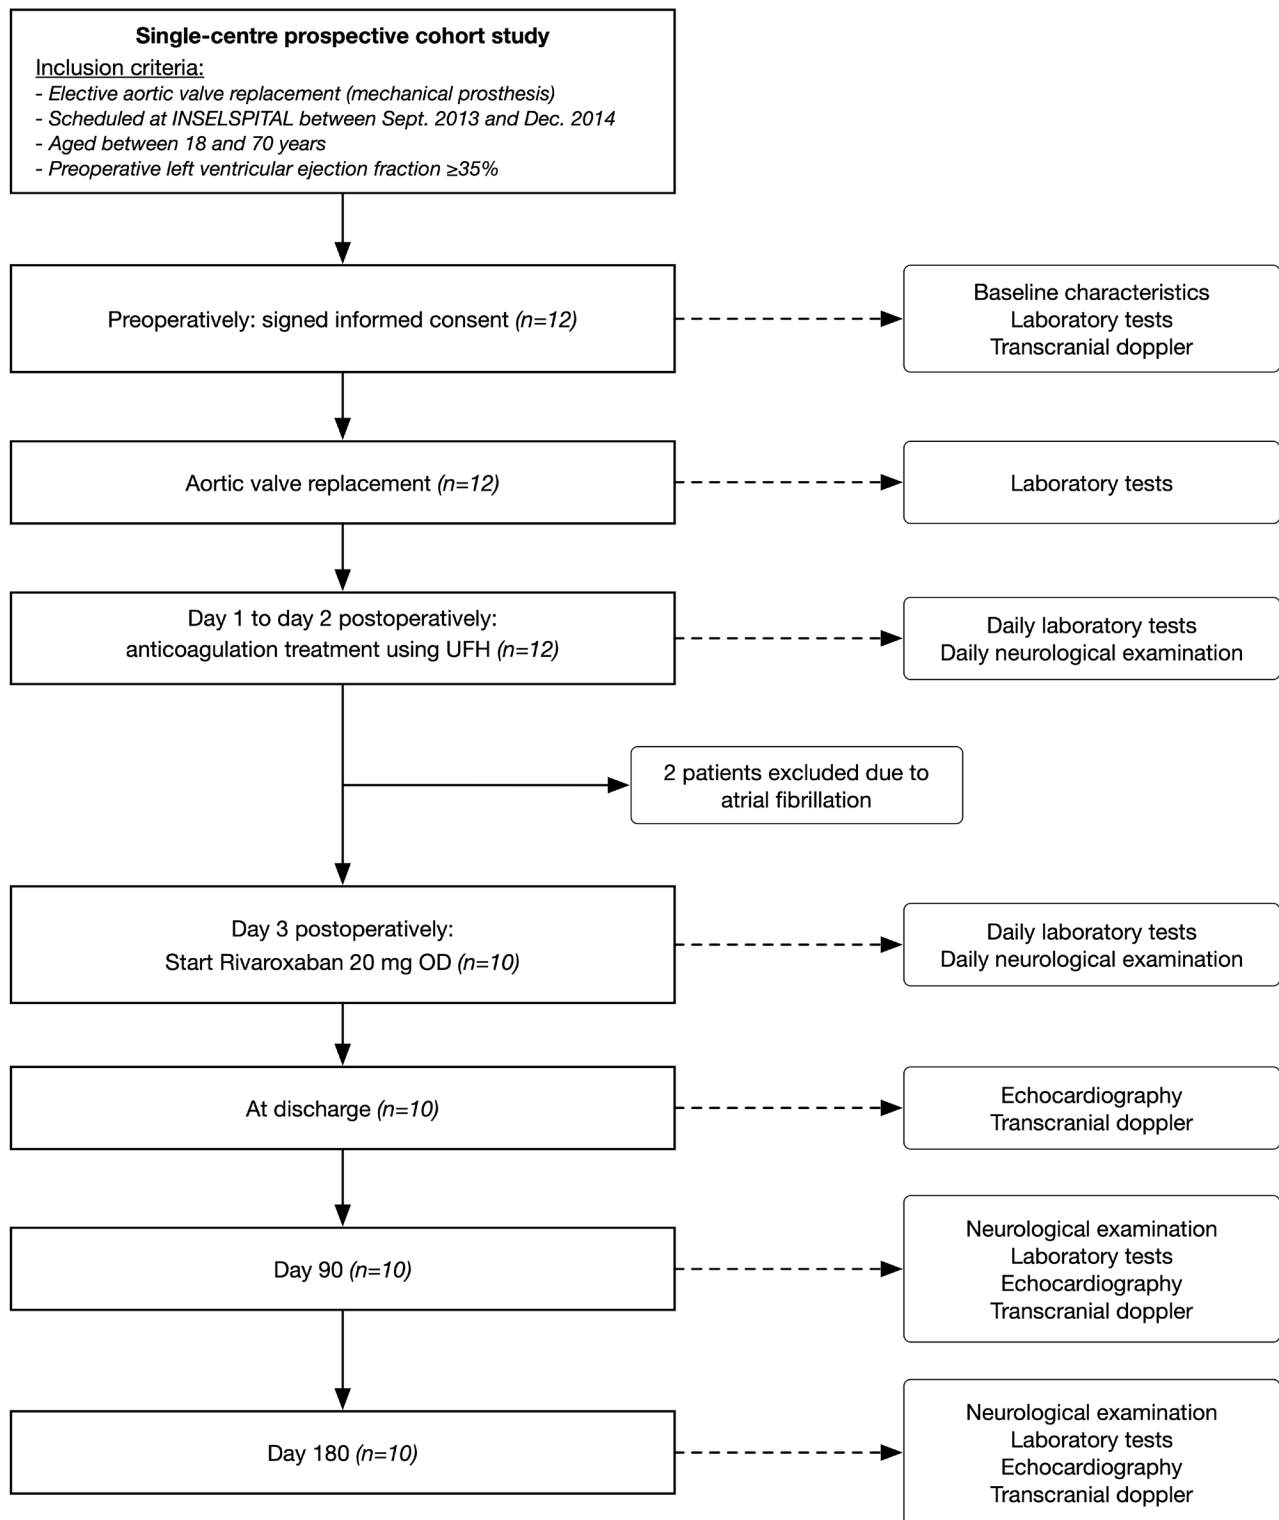 Single-centre prospective cohort study
Inclusion criteria:
- Elective aortic valve replacement (mechanical prosthesis)
- Scheduled at INSELSPITAL between Sept. 2013 and Dec. 2014
- Aged between 18 and 70 years
- Preoperative left ventricular ejection fraction ≥35%
Preoperatively: signed informed consent (n=12)
Baseline characteristics
Laboratory tests
Transcranial doppler
Aortic valve replacement (n=12)
Laboratory tests
Day 1 to day 2 postoperatively:
anticoagulation treatment using UFH (n=12)
Daily laboratory tests
Daily neurological examination
2 patients excluded due to
atrial fibrillation
Day 3 postoperatively:
Start Rivaroxaban 20 mg OD (n=10)
Daily laboratory tests
Daily neurological examination
At discharge (n=10)
Echocardiography
Transcranial doppler
Day 90 (n=10)
Neurological examination
Laboratory tests
Echocardiography
Transcranial doppler
Day 180 (n=10)
Neurological examination
Laboratory tests
Echocardiography
Transcranial doppler